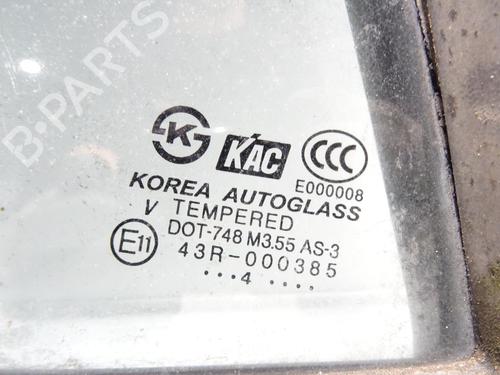 B-PARTS
K
KAC
CCC
E000008
KOREA AUTOGLASS
V TEMPERED
E11
DOT-748 M3.55 AS-3
43R-000385
...4 ....